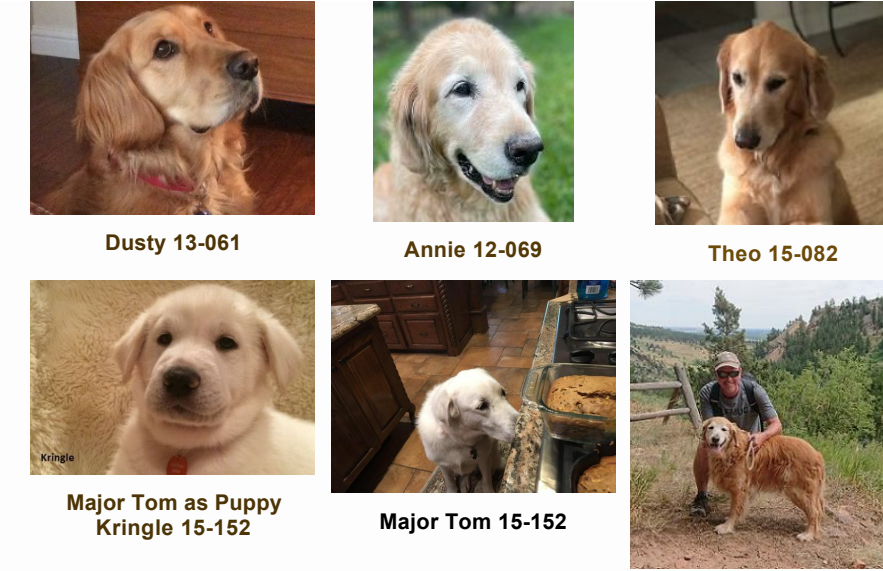 Dusty 13-061
Annie 12-069
Theo 15-082
Kringle
Major Tom as Puppy
Kringle 15-152
Major Tom 15-152